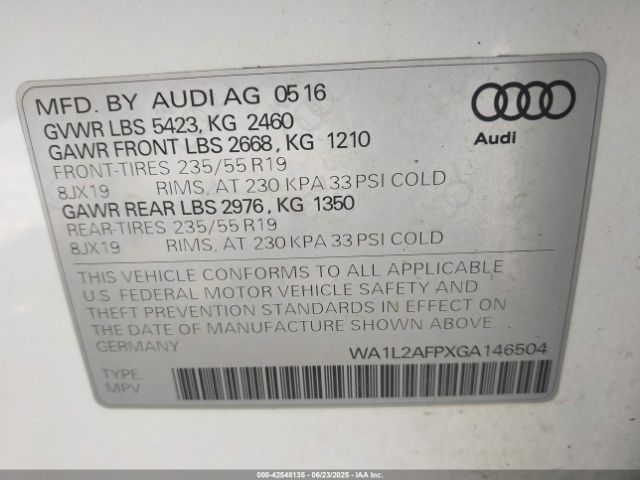 MFD. BY AUDI AG 0516
GVWR LBS 5423, KG 2460
GAWR FRONT LBS 2668, KG 1210
FRONT-TIRES 235/55 R19
8JX19 RIMS, AT 230 KPA 33 PSI COLD
GAWR REAR LBS 2976, KG 1350
REAR-TIRES 235/55 R19
8JX19 RIMS, AT 230 KPA 33 PSI COLD
Audi
THIS VEHICLE CONFORMS TO ALL APPLICABLE
U.S. FEDERAL MOTOR VEHICLE SAFETY AND
THEFT PREVENTION STANDARDS IN EFFECT ON
THE DATE OF MANUFACTURE SHOWN ABOVE
GERMANY
WA1L2AFPXGA146504
TYPE
MPV
000-42548135 - 06/23/2025 - IAAI.com